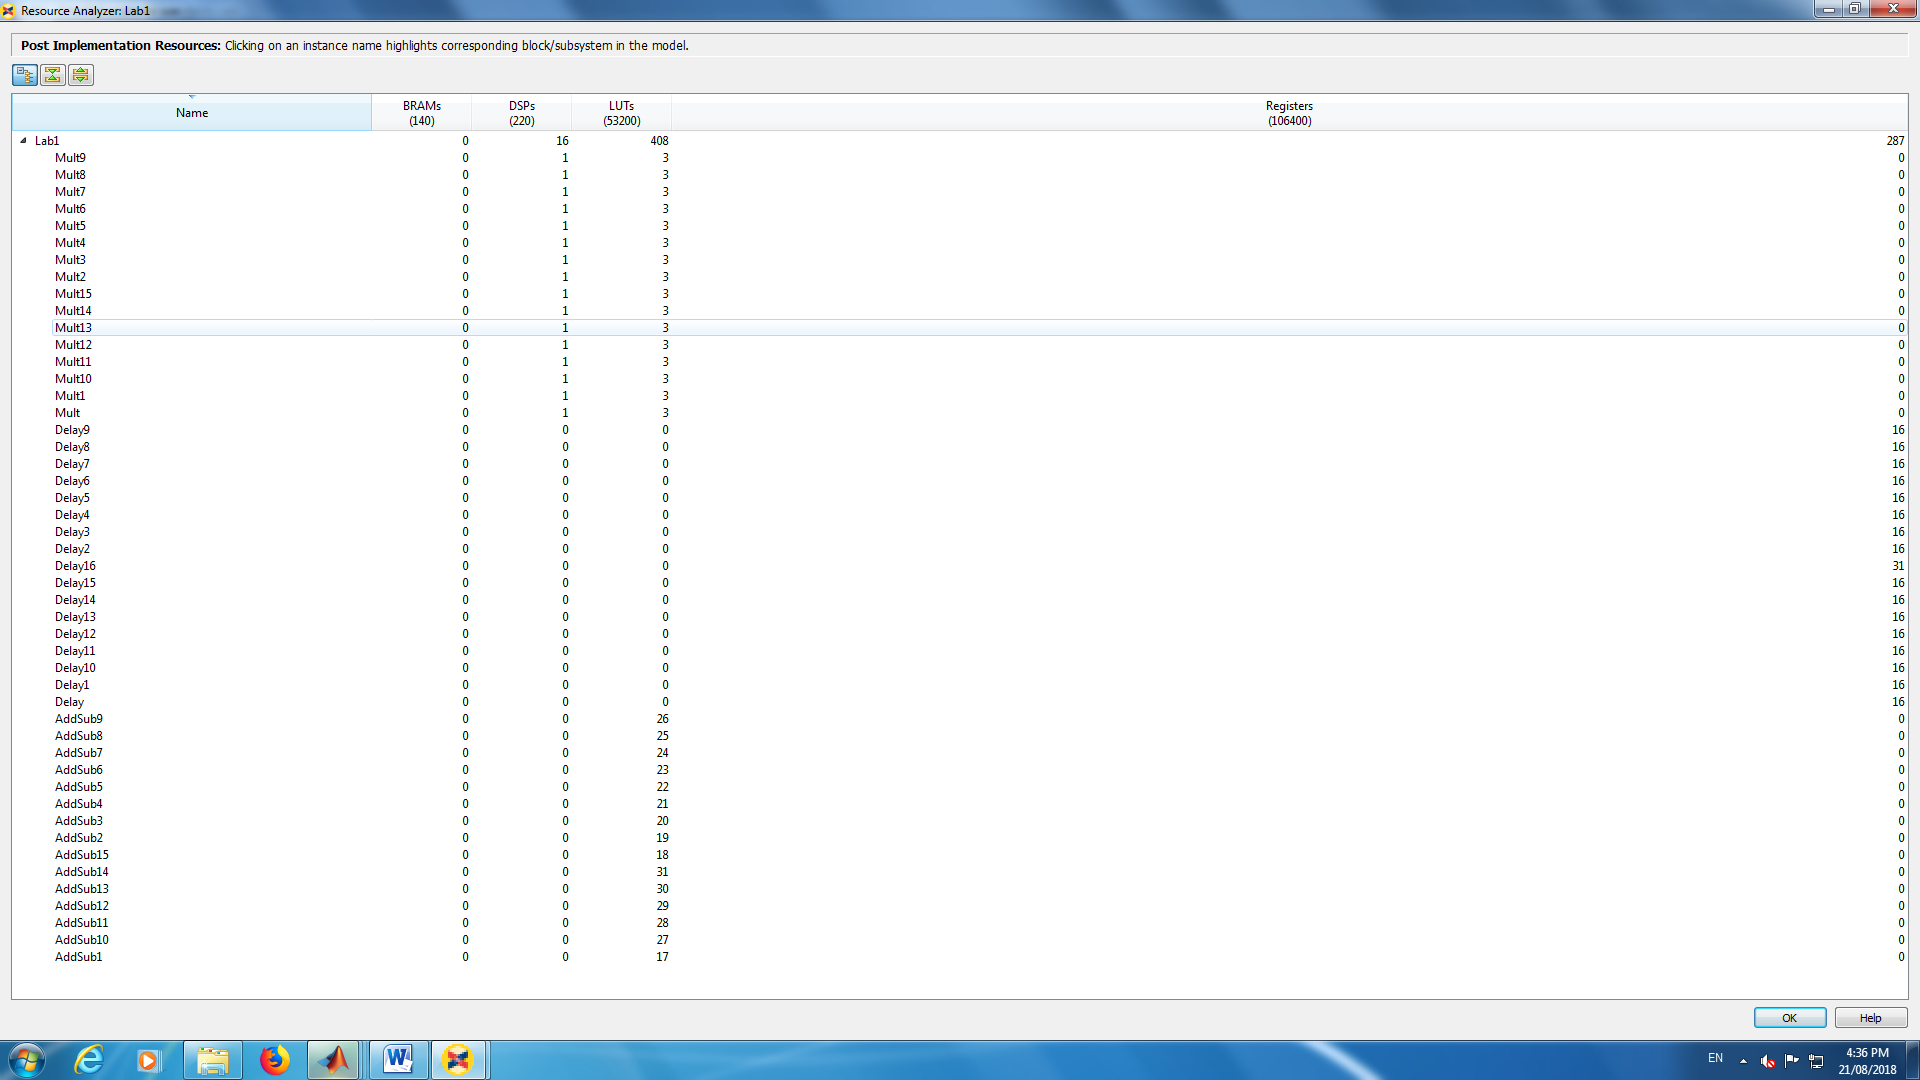 Resource Analyzer: Lab1
Post Implementation Resources: Clicking on an instance name highlights corresponding block/subsystem in the model.
Name BRAMs (140) DSPs (220) LUTs (53200) Registers (106400)
Lab1 0 16 408 287
Mult9 0 1 3 0
Mult8 0 1 3 0
Mult7 0 1 3 0
Mult6 0 1 3 0
Mult5 0 1 3 0
Mult4 0 1 3 0
Mult3 0 1 3 0
Mult2 0 1 3 0
Mult15 0 1 3 0
Mult14 0 1 3 0
Mult13 0 1 3 0
Mult12 0 1 3 0
Mult11 0 1 3 0
Mult10 0 1 3 0
Mult1 0 1 3 0
Mult 0 1 3 0
Delay9 0 0 0 16
Delay8 0 0 0 16
Delay7 0 0 0 16
Delay6 0 0 0 16
Delay5 0 0 0 16
Delay4 0 0 0 16
Delay3 0 0 0 16
Delay2 0 0 0 16
Delay16 0 0 0 31
Delay15 0 0 0 16
Delay14 0 0 0 16
Delay13 0 0 0 16
Delay12 0 0 0 16
Delay11 0 0 0 16
Delay10 0 0 0 16
Delay1 0 0 0 16
Delay 0 0 0 16
AddSub9 0 0 26 0
AddSub8 0 0 25 0
AddSub7 0 0 24 0
AddSub6 0 0 23 0
AddSub5 0 0 22 0
AddSub4 0 0 21 0
AddSub3 0 0 20 0
AddSub2 0 0 19 0
AddSub15 0 0 18 0
AddSub14 0 0 31 0
AddSub13 0 0 30 0
AddSub12 0 0 29 0
AddSub11 0 0 28 0
AddSub10 0 0 27 0
AddSub1 0 0 17 0
OK Help
EN 4:36 PM
21/08/2018